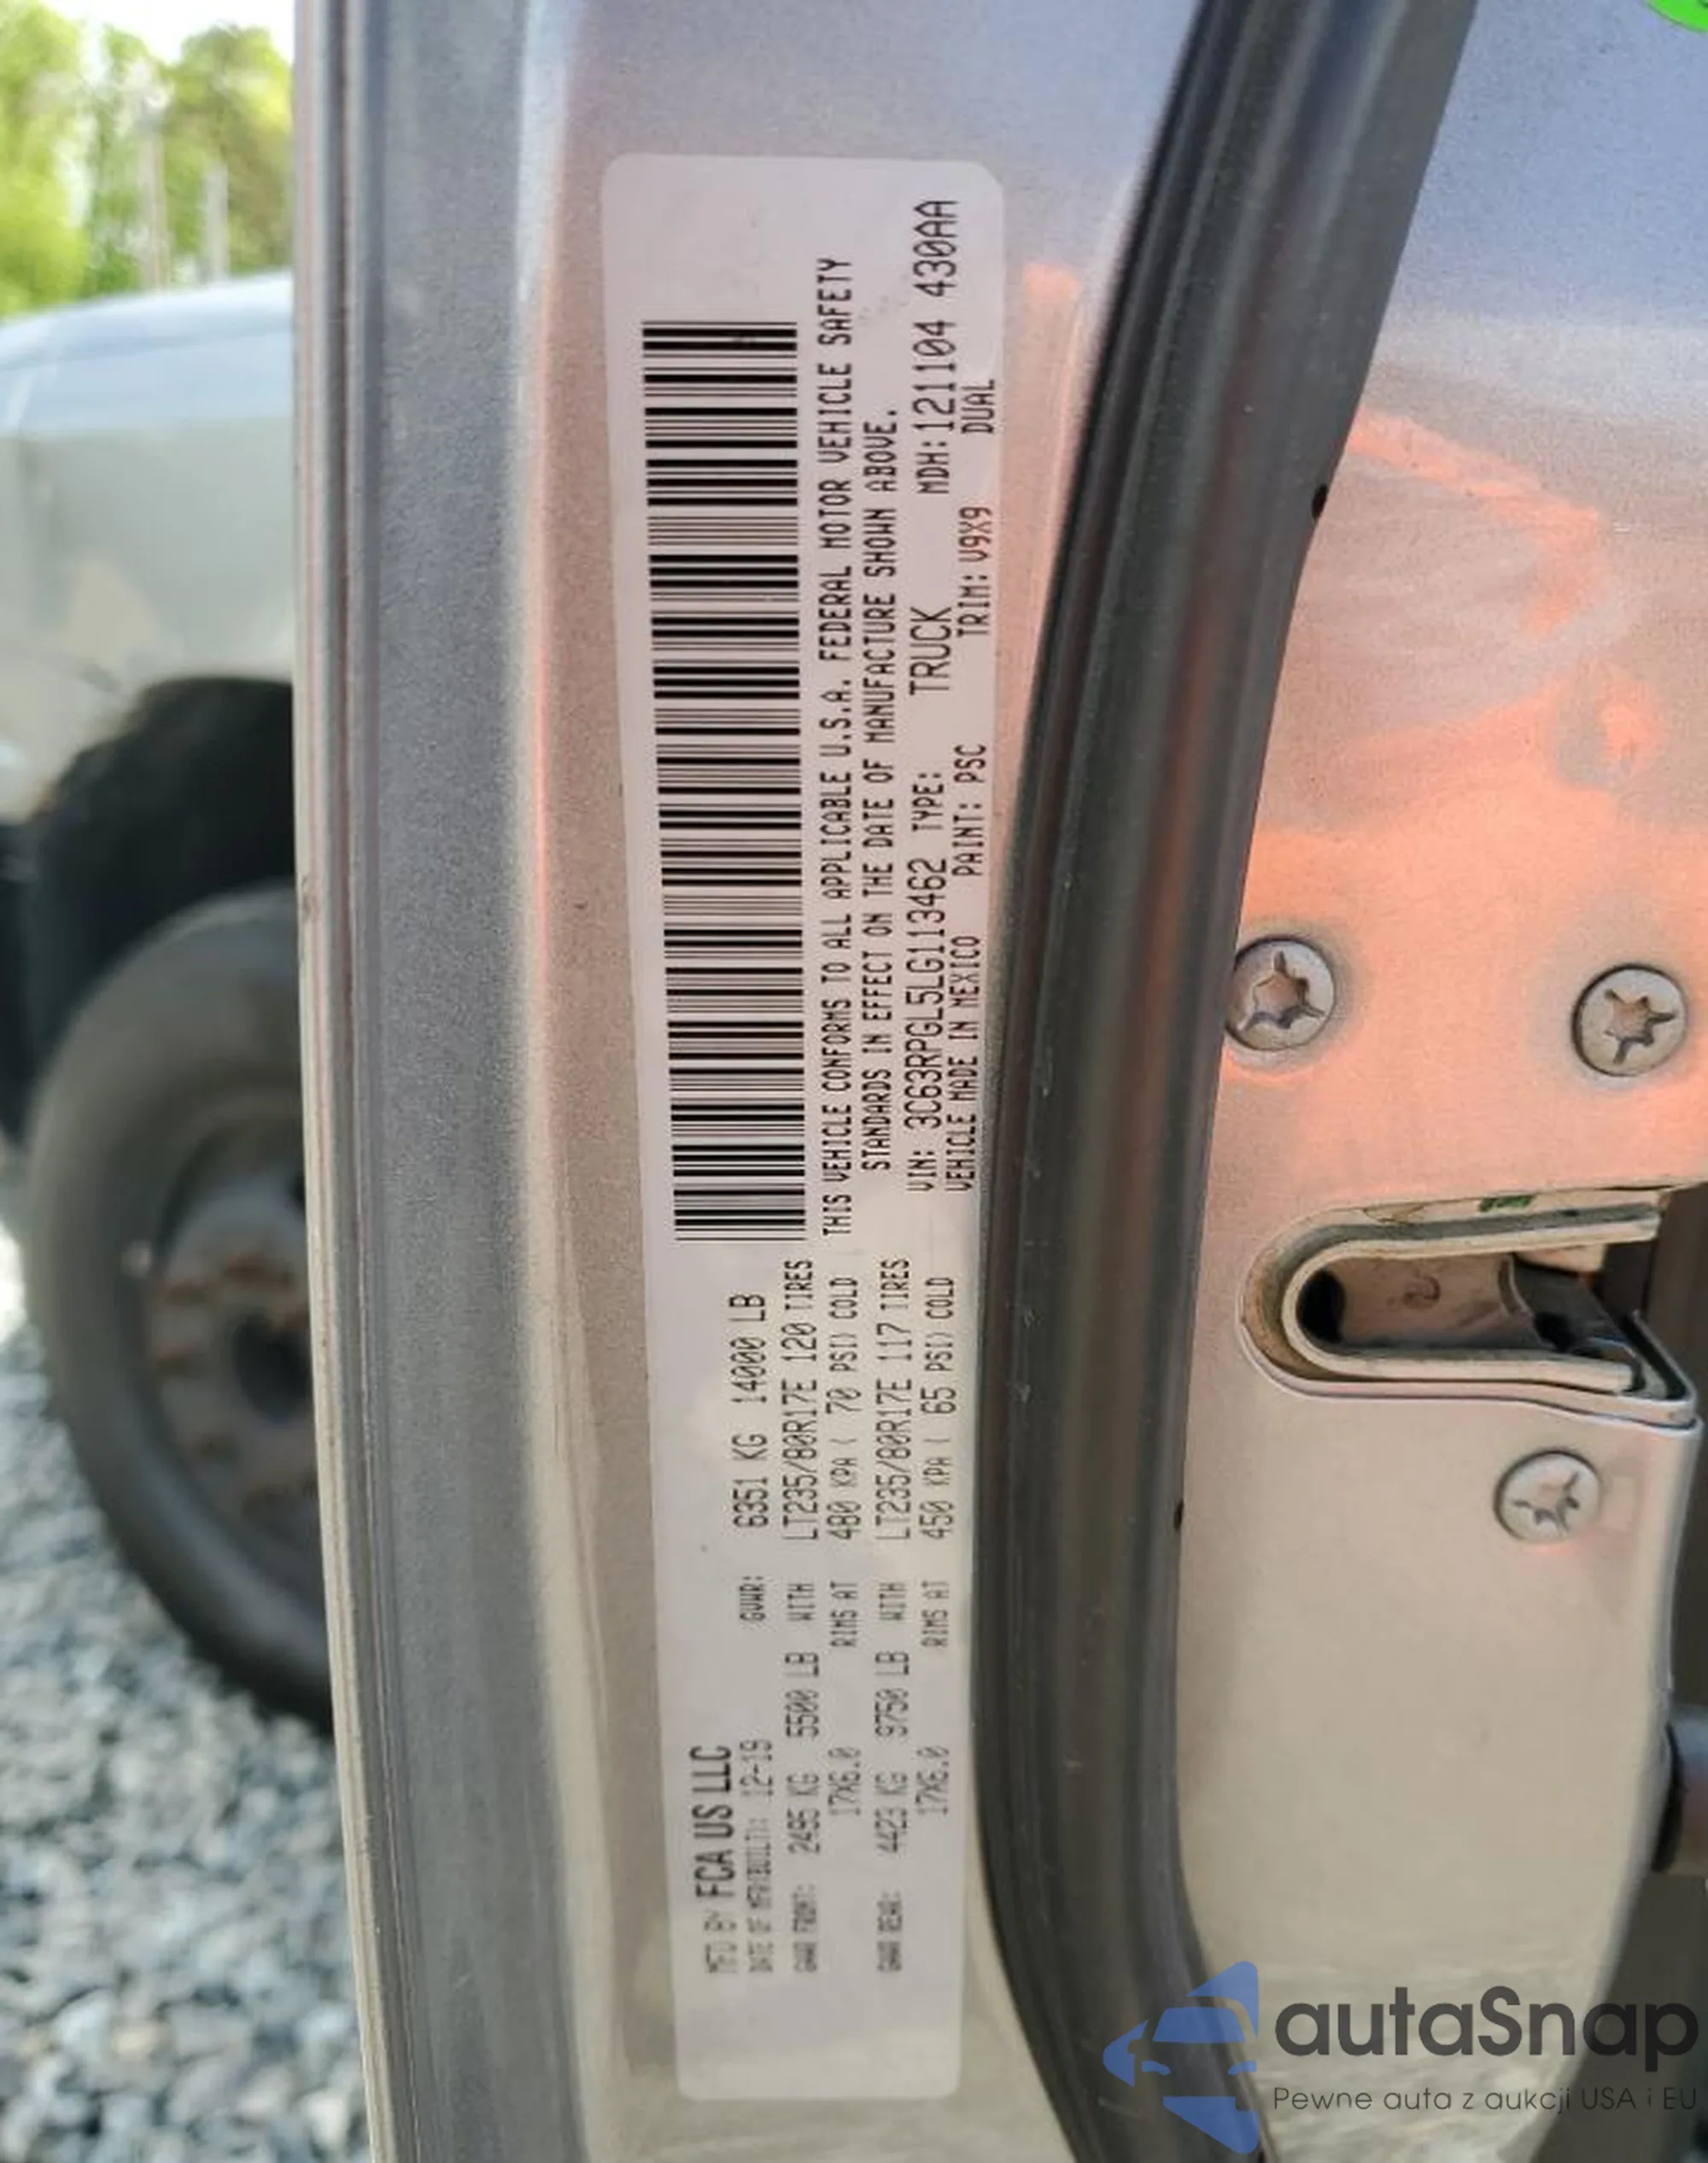 MFD BY FCA US LLC
DATE OF MFR(BUILT): 12-19 GVWR: 6351 KG 14000 LB
GAWR FRONT: 2495 KG 5500 LB WITH LT235/80R17E 120 TIRES
17X6.0 RIMS AT 480 KPA ( 70 PSI) COLD
GAWR REAR: 4423 KG 9750 LB WITH LT235/80R17E 117 TIRES
17X6.0 RIMS AT 450 KPA ( 65 PSI) COLD
THIS VEHICLE CONFORMS TO ALL APPLICABLE U.S.A. FEDERAL MOTOR VEHICLE SAFETY
STANDARDS IN EFFECT ON THE DATE OF MANUFACTURE SHOWN ABOVE.
VIN: 3C63RPGL5LG113462 TYPE: TRUCK MDH:121104 430AA
VEHICLE MADE IN MEXICO PAINT: PSC TRIM: V9X9 DUAL
autaSnap
Pewne auta z aukcji USA i EU